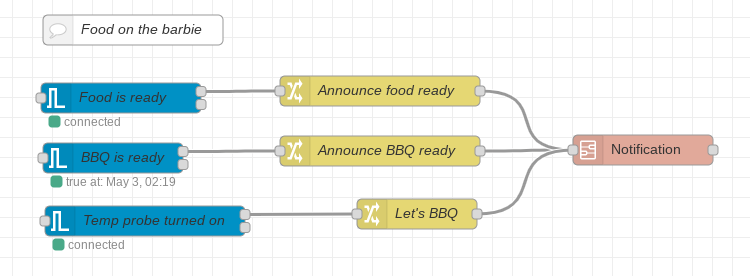 Food on the barbie
Food is ready
Announce food ready
connected
BBQ is ready
Announce BBQ ready
Notification
true at: May 3, 02:19
Temp probe turned on
Let's BBQ
connected